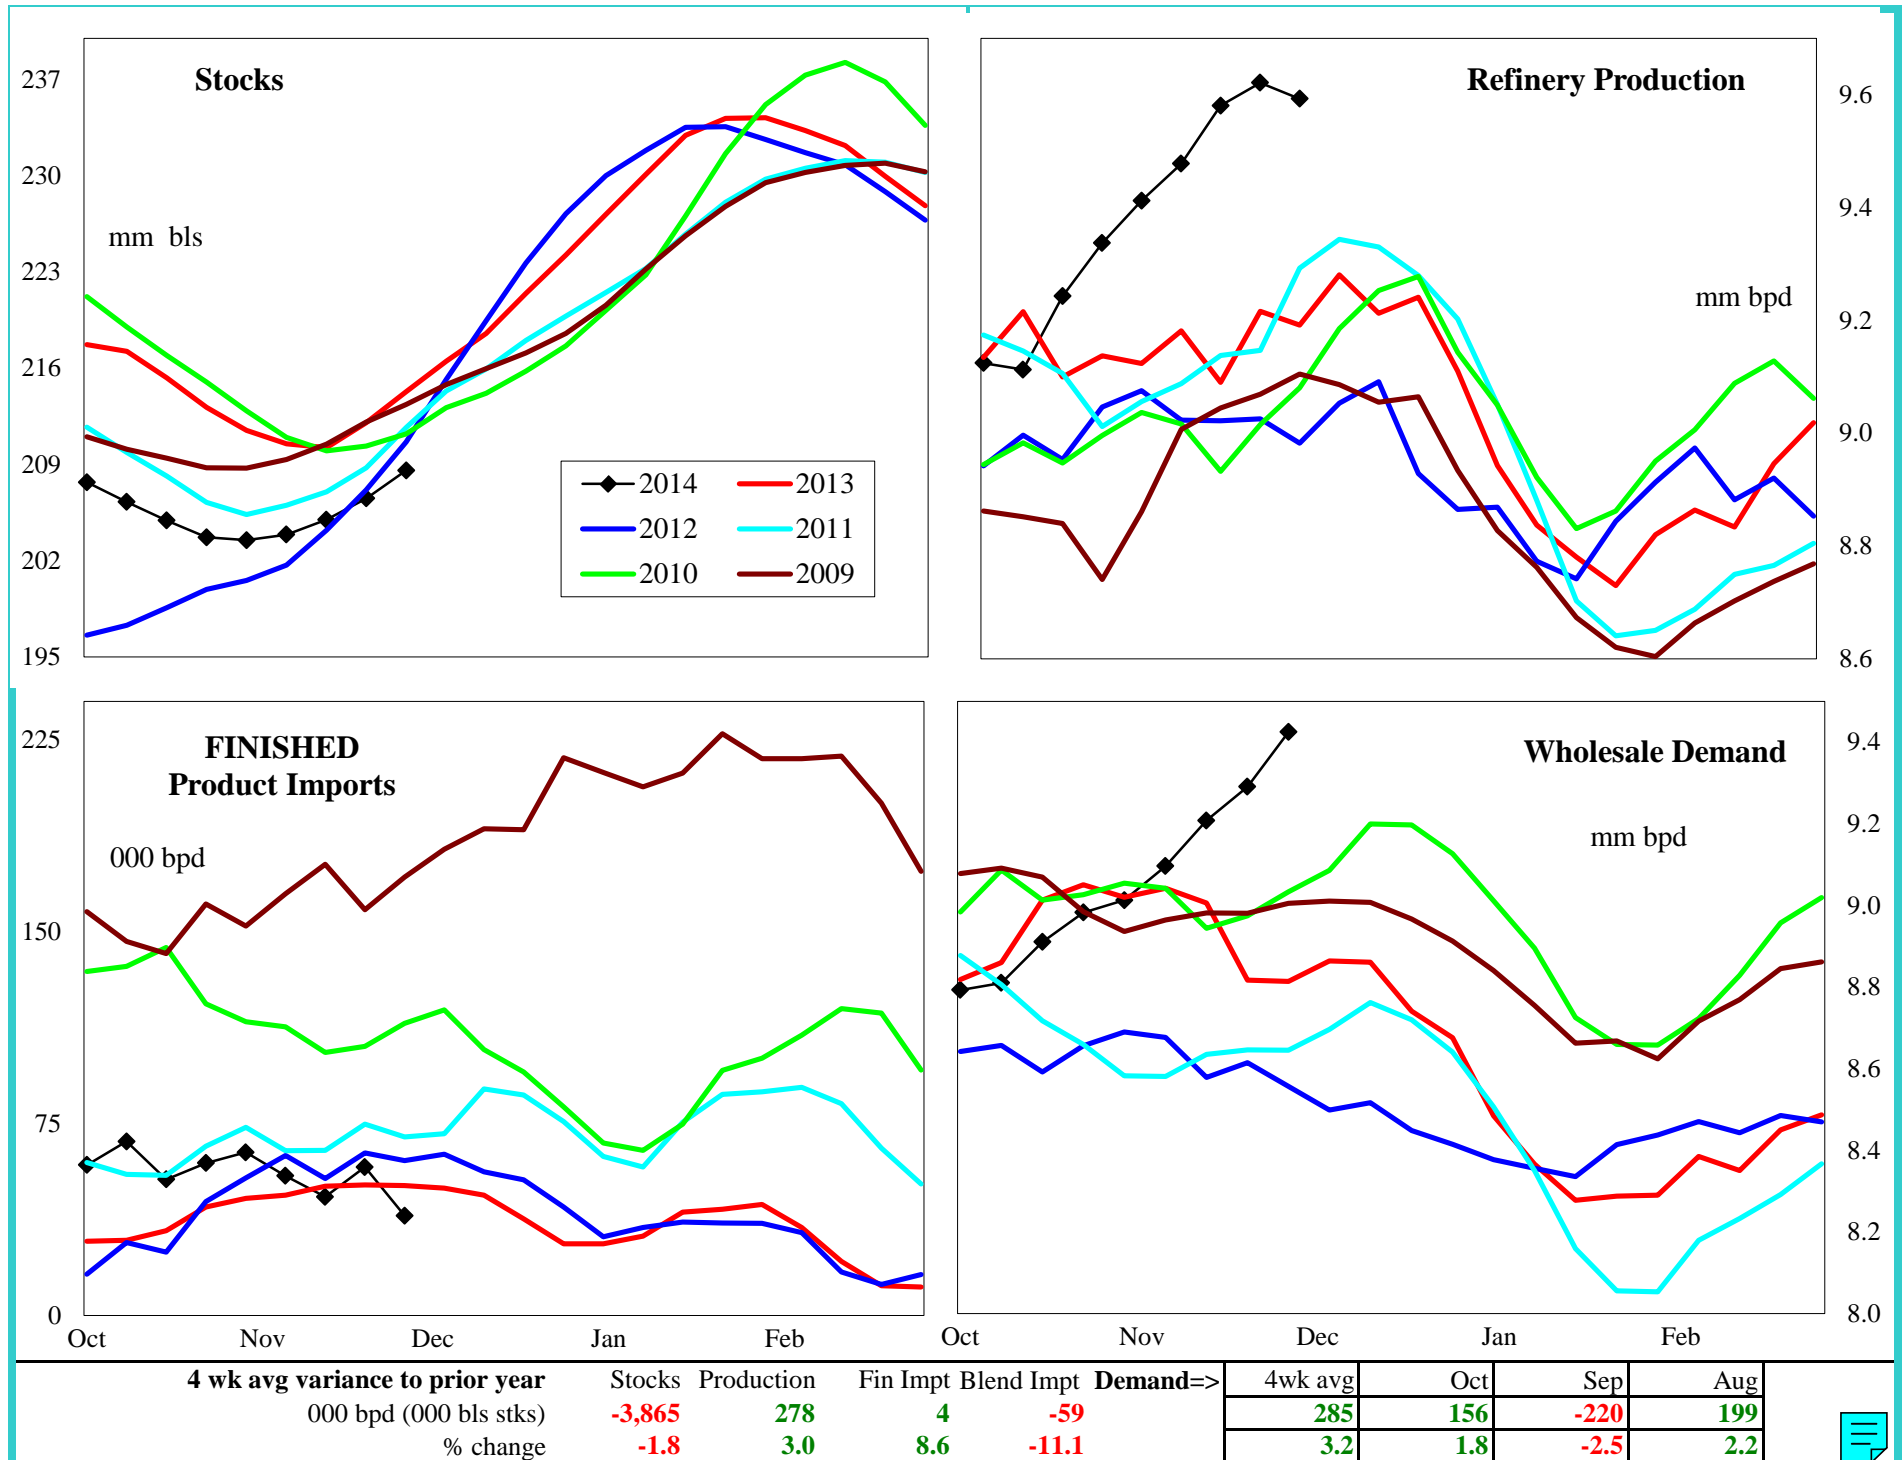 Stocks
mm bls
237
230
223
216
209
202
195
2014
2013
2012
2011
2010
2009
Refinery Production
mm bpd
9.6
9.4
9.2
9.0
8.8
8.6
FINISHED
Product Imports
000 bpd
225
150
75
0
Oct Nov Dec Jan Feb
Wholesale Demand
mm bpd
9.4
9.2
9.0
8.8
8.6
8.4
8.2
8.0
Oct Nov Dec Jan Feb
4 wk avg variance to prior year Stocks Production Fin Impt Blend Impt Demand=> 4wk avg Oct Sep Aug
000 bpd (000 bls stks) -3,865 278 4 -59 285 156 -220 199
% change -1.8 3.0 8.6 -11.1 3.2 1.8 -2.5 2.2